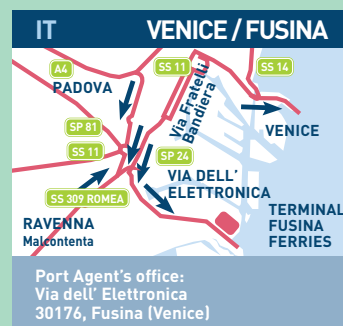 IT
VENICE / FUSINA
A4
SS 11
SS 14
PADOVA
Via Fratelli
Bandiera
SP 81
VENICE
SS 11
SP 24
VIA DELL'
ELETTRONICA
SS 309 ROMEA
RAVENNA
Malcontenta
TERMINAL
FUSINA
FERRIES
Port Agent's office:
Via dell' Elettronica
30176, Fusina (Venice)